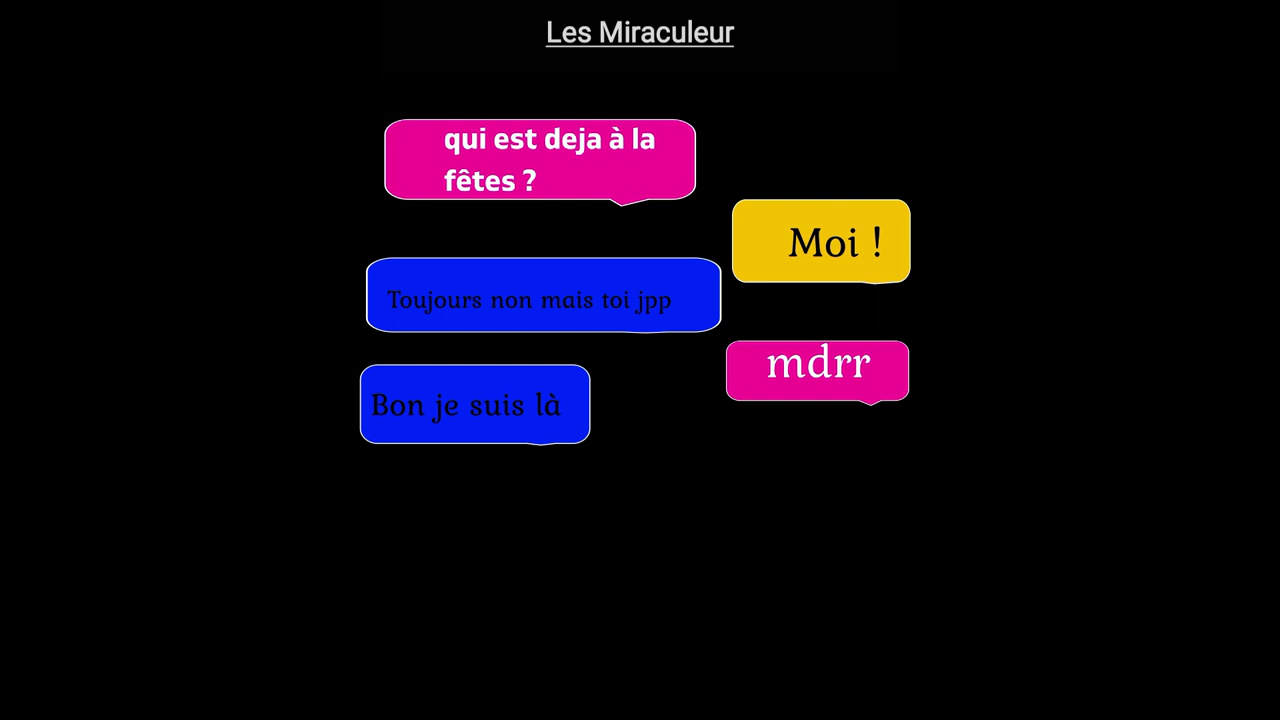 Les Miraculeur
qui est deja à la
fêtes ?
Moi !
Toujours non mais toi jpp
mdrr
Bon je suis là